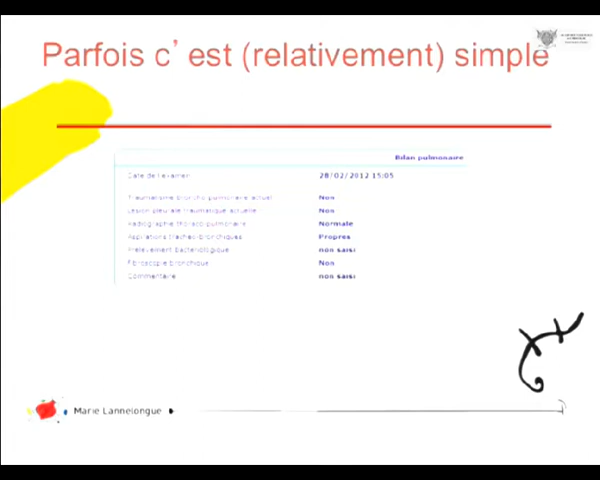 Parfois c’est (relativement) simple
Bilan pulmonaire
Date de l'examen 28/02/2012 15:05
Traumatisme broncho-pulmonaire actuel Non
Lésion pleurale traumatique actuelle Non
Radiographie thoraco-pulmonaire Normale
Aspirations trachéo-bronchiques Propres
Prélèvement bactériologique non saisi
Fibroscopie bronchique Non
Commentaire non saisi
Marie Lannelongue